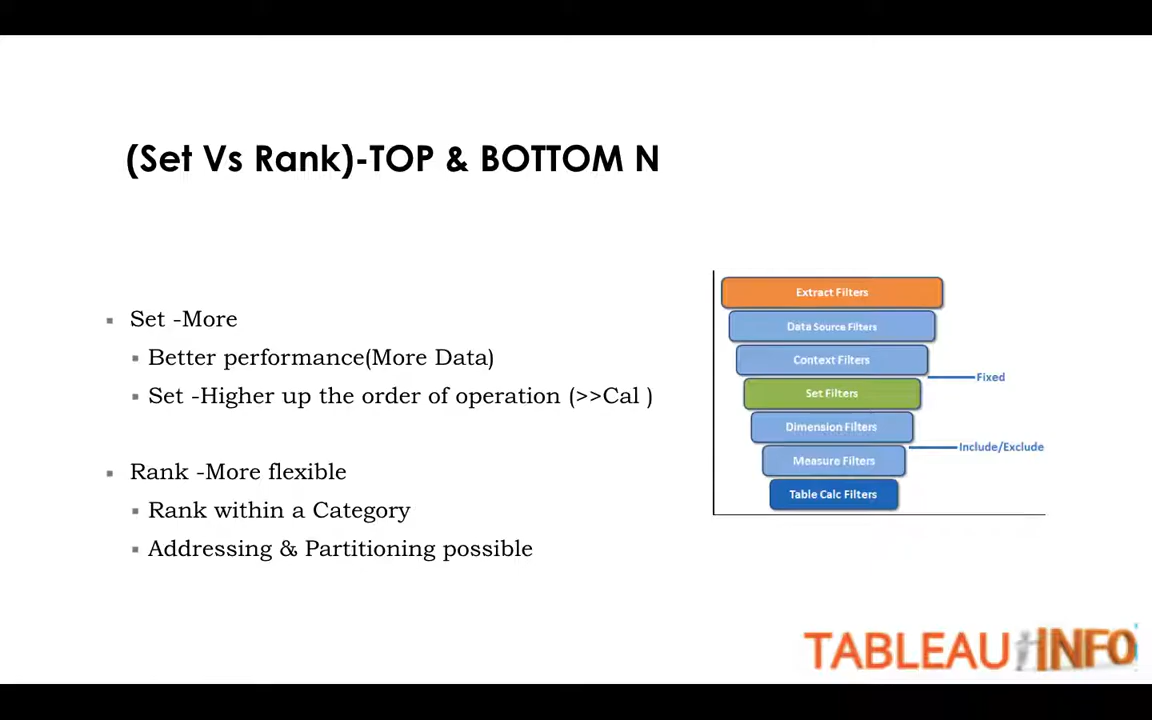 (Set Vs Rank)-TOP & BOTTOM N
Set -More
Better performance(More Data)
Set -Higher up the order of operation (>>Cal )
Rank -More flexible
Rank within a Category
Addressing & Partitioning possible
Extract Filters
Data Source Filters
Context Filters
Fixed
Set Filters
Dimension Filters
Include/Exclude
Measure Filters
Table Calc Filters
TABLEAU INFO